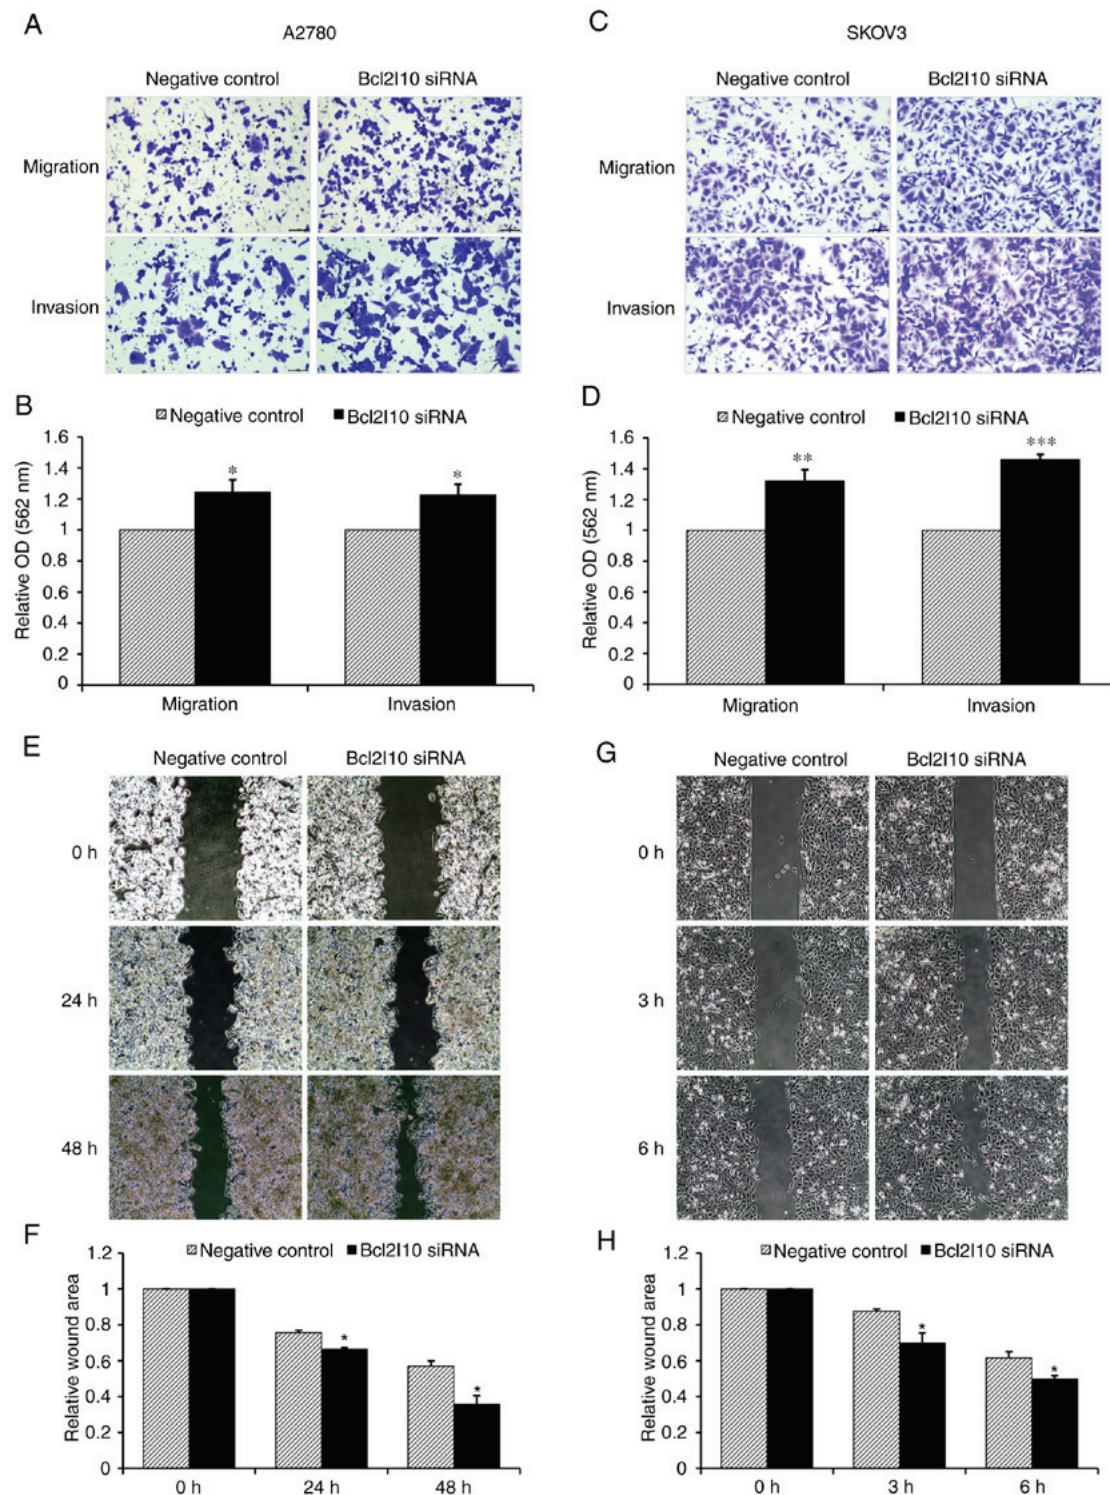 A
A2780
C
SKOV3
Negative control
Bcl2l10 siRNA
Negative control
Bcl2l10 siRNA
Migration
Migration
Invasion
Invasion
B
Negative control
Bcl2l10 siRNA
Relative OD (562 nm)
1.6
1.4
1.2
1
0.8
0.6
0.4
0.2
0
*
*
Migration
Invasion
D
Negative control
Bcl2l10 siRNA
Relative OD (562 nm)
1.6
1.4
1.2
1
0.8
0.6
0.4
0.2
0
**
***
Migration
Invasion
E
Negative control
Bcl2l10 siRNA
0 h
24 h
48 h
G
Negative control
Bcl2l10 siRNA
0 h
3 h
6 h
F
Negative control
Bcl2l10 siRNA
Relative wound area
1.2
1
0.8
0.6
0.4
0.2
0
*
*
0 h
24 h
48 h
H
Negative control
Bcl2l10 siRNA
Relative wound area
1.2
1
0.8
0.6
0.4
0.2
0
*
*
0 h
3 h
6 h